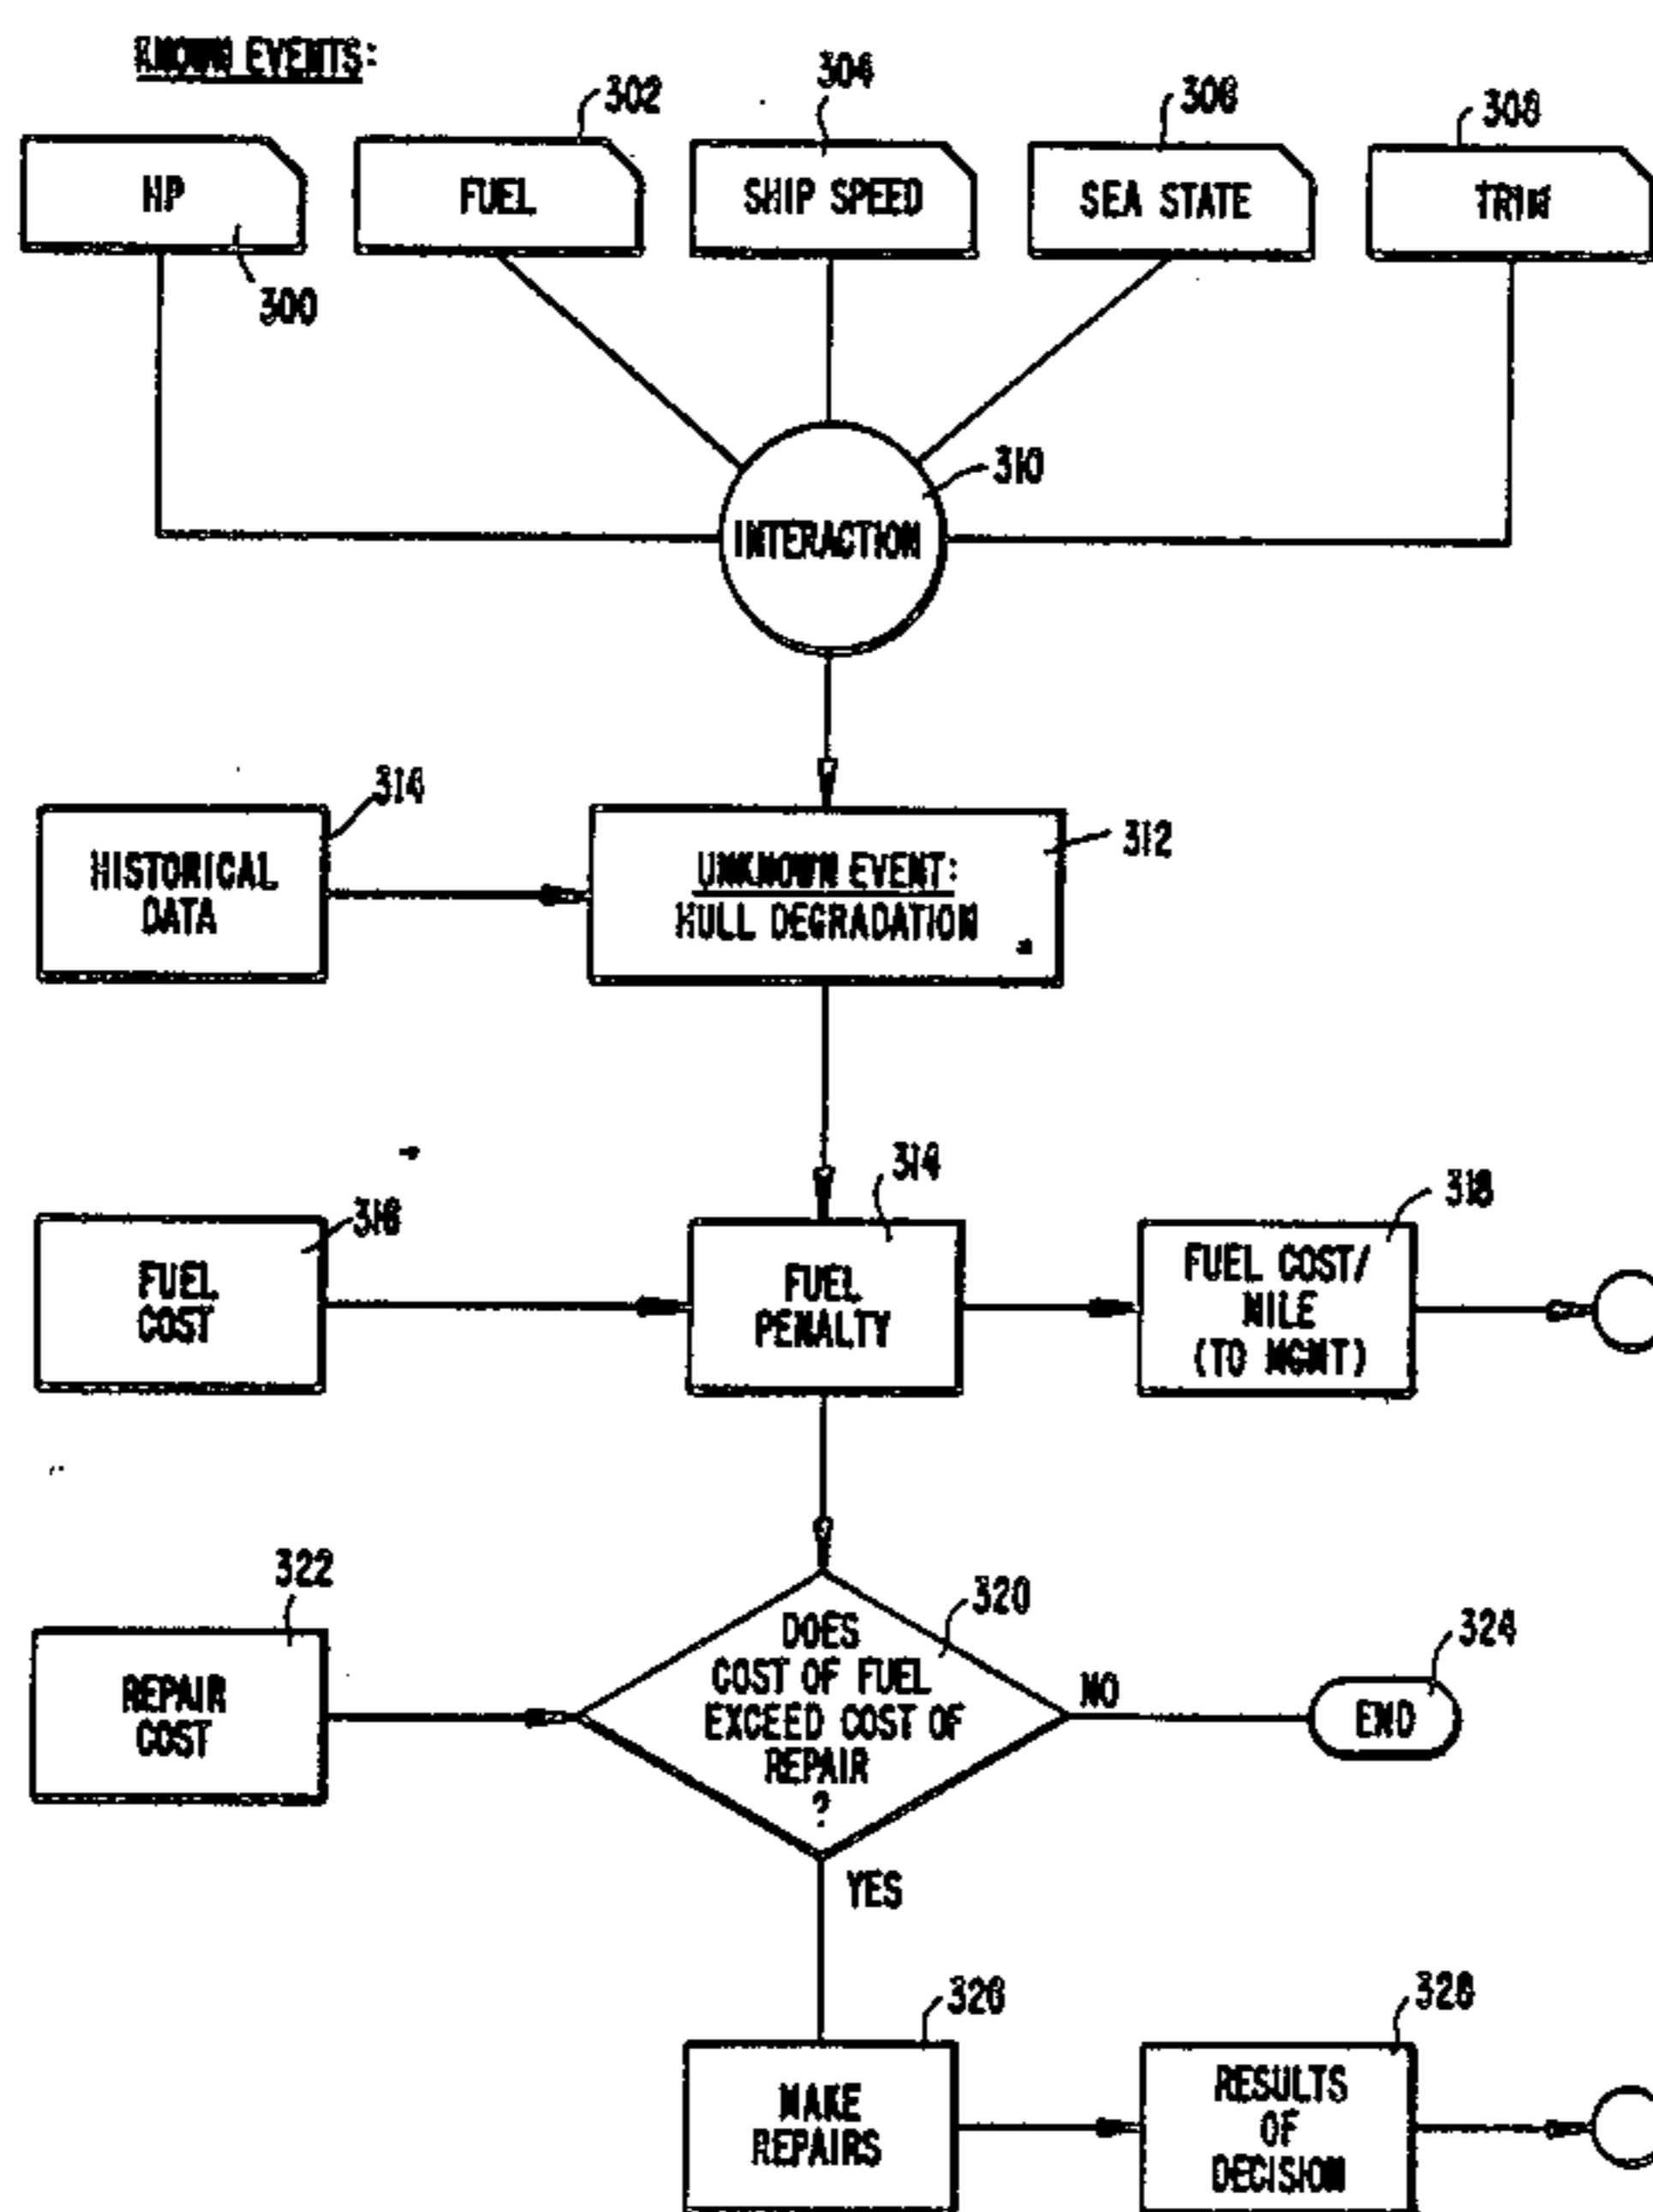 KNOWN EVENTS:
302
304
306
308
HP
FUEL
SHIP SPEED
SEA STATE
TRIM
300
310
INTERACTION
314
312
HISTORICAL
DATA
UNKNOWN EVENT:
HULL DEGRADATION
314
316
318
FUEL
COST
FUEL
PENALTY
FUEL COST/
MILE
(TO MGMT)
322
320
324
REPAIR
COST
DOES
COST OF FUEL
EXCEED COST OF
REPAIR
?
NO
END
YES
326
328
MAKE
REPAIRS
RESULTS
OF
DECISION